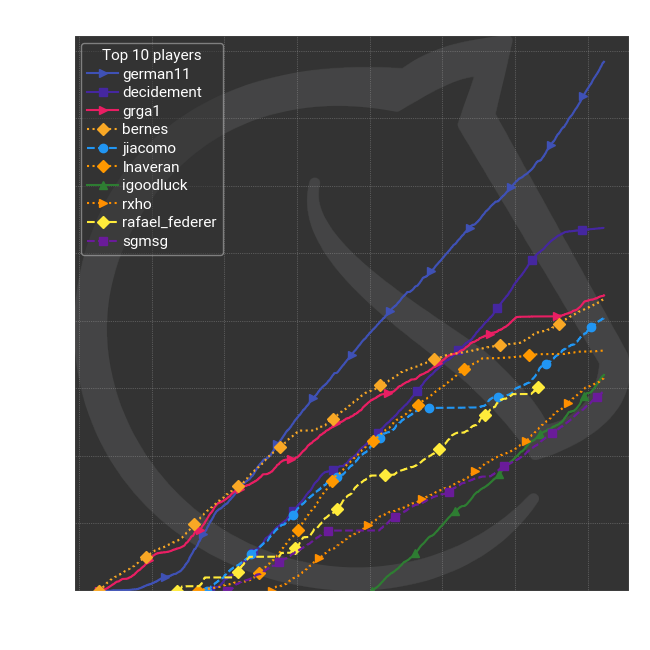 Top 10 players
german11
decidement
grga1
bernes
jiacomo
lnaveran
igoodluck
rxho
rafael_federer
sgmsg